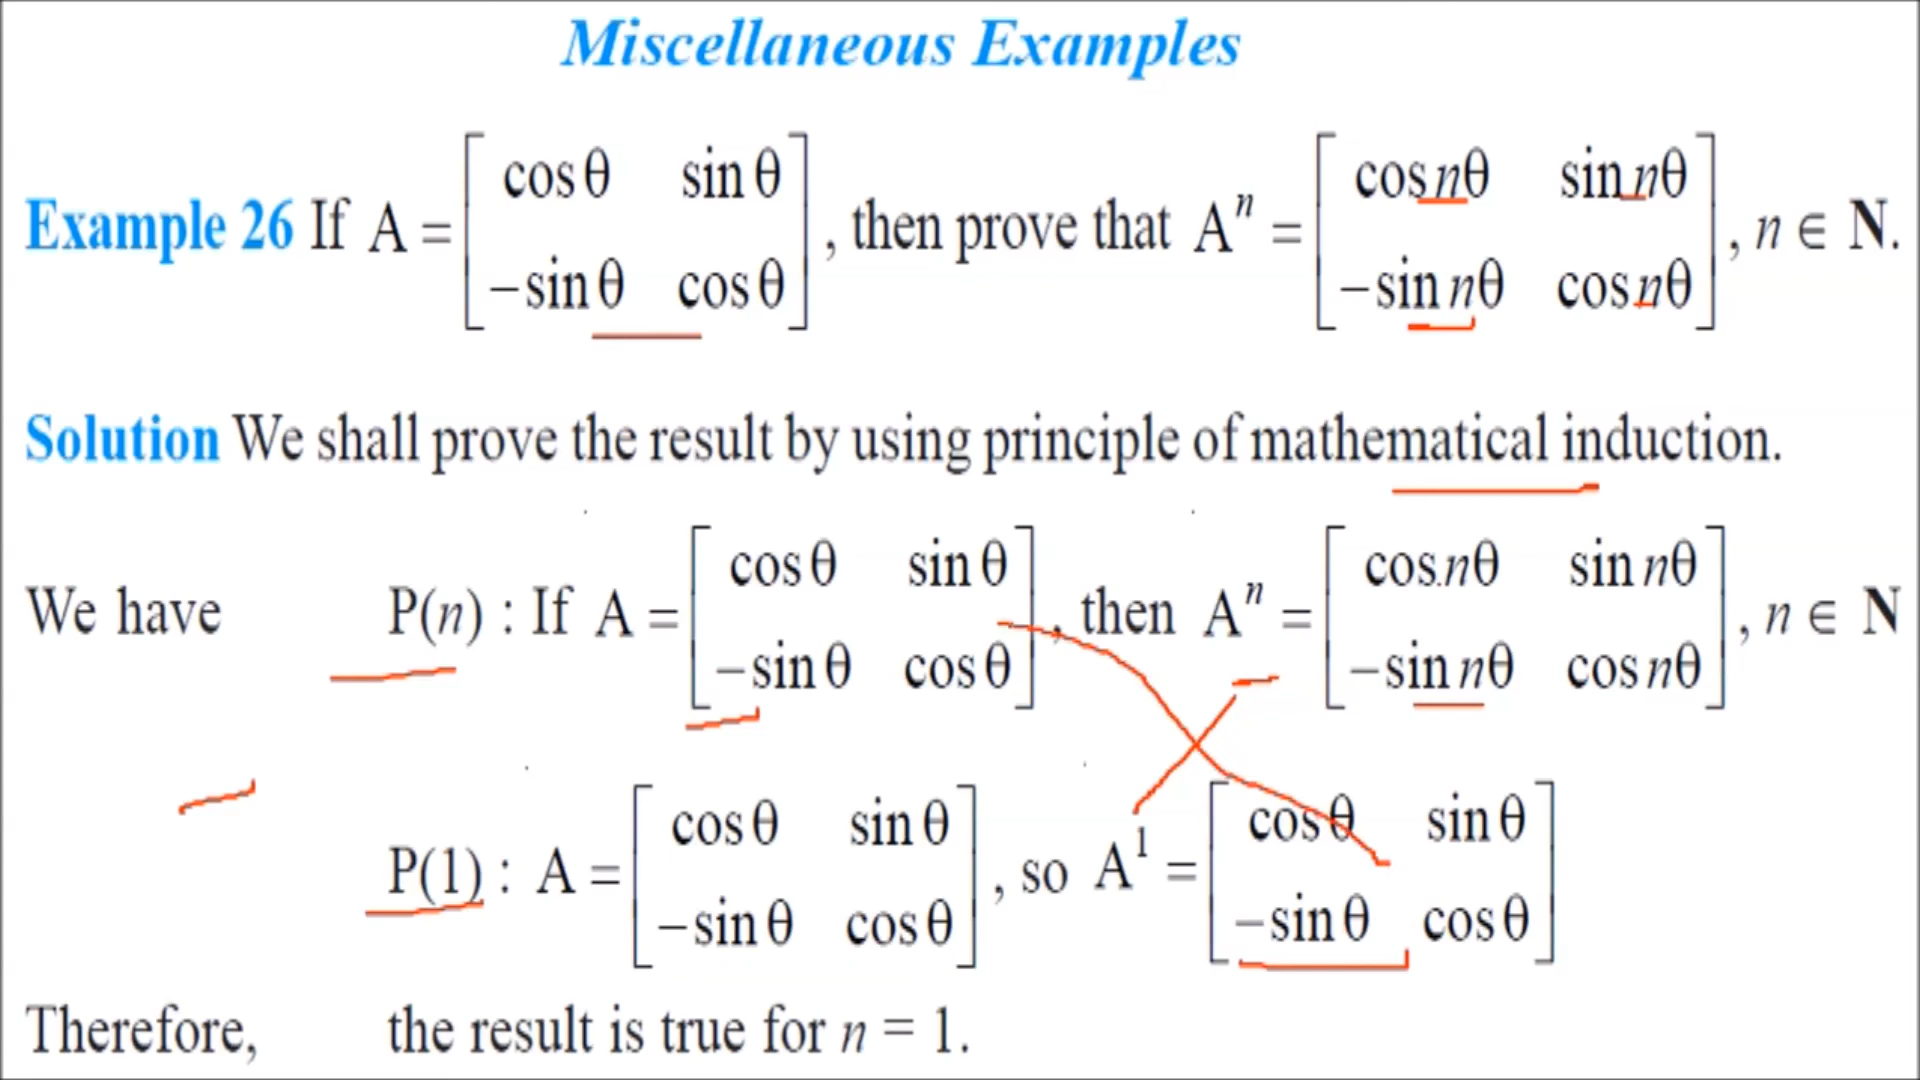 Miscellaneous Examples
Example 26 If A = [ cos θ sin θ ; −sin θ cos θ ] , then prove that Aⁿ = [ cos nθ sin nθ ; −sin nθ cos nθ ] , n ∈ N.
Solution We shall prove the result by using principle of mathematical induction.
We have P(n) : If A = [ cos θ sin θ ; −sin θ cos θ ] , then Aⁿ = [ cos nθ sin nθ ; −sin nθ cos nθ ] , n ∈ N
P(1) : A = [ cos θ sin θ ; −sin θ cos θ ] , so A¹ = [ cos θ sin θ ; −sin θ cos θ ]
Therefore, the result is true for n = 1.